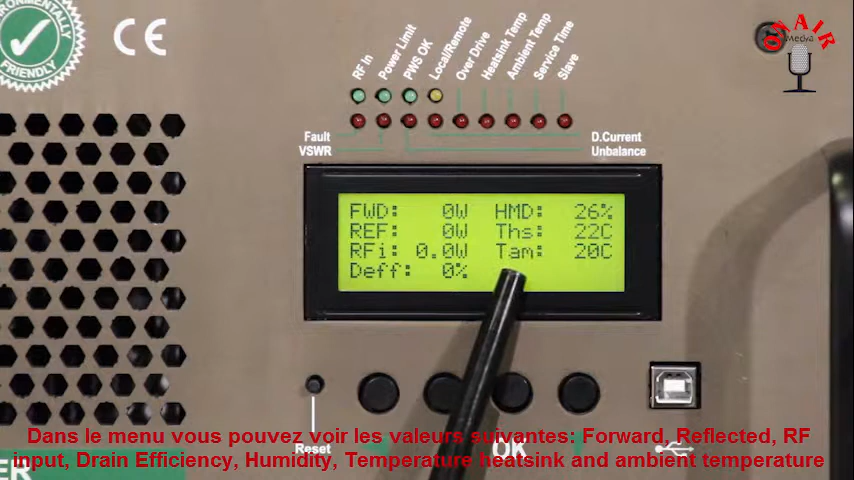 ENVIRONMENTALLY
FRIENDLY
CE
ON AIR
Media
RF In
Power Limit
PWS OK
Local/Remote
Over Drive
Heatsink Temp
Ambient Temp
Service Time
Slave
Fault
VSWR
D.Current
Unbalance
FWD: 0W HMD: 26%
REF: 0W Ths: 22C
RFi: 0.0W Tam: 20C
Deff: 0%
Reset
OK
Dans le menu vous pouvez voir les valeurs suivantes: Forward, Reflected, RF
input, Drain Efficiency, Humidity, Temperature heatsink and ambient temperature